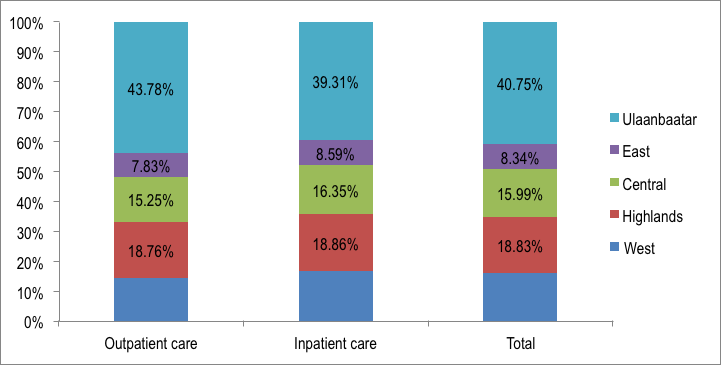 100%
90%
80%
70%
60%
50%
40%
30%
20%
10%
0%
43.78%
39.31%
40.75%
7.83%
8.59%
8.34%
15.25%
16.35%
15.99%
18.76%
18.86%
18.83%
Outpatient care
Inpatient care
Total
Ulaanbaatar
East
Central
Highlands
West